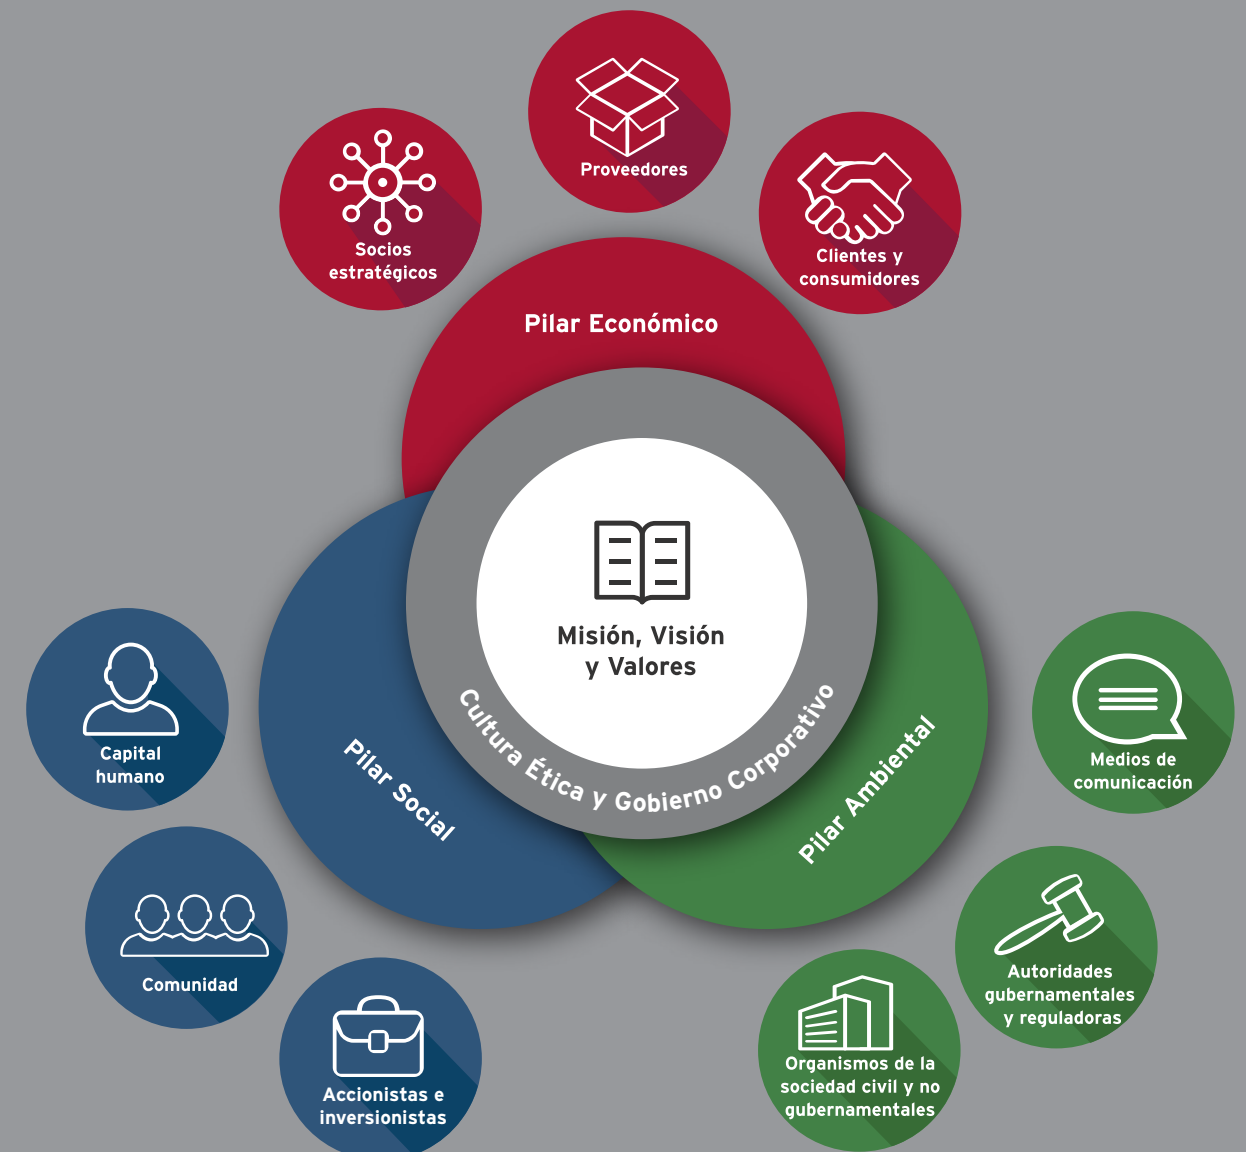 Proveedores
Socios
estratégicos
Clientes y
consumidores
Pilar Económico
Misión, Visión
y Valores
Cultura Ética y Gobierno Corporativo
Pilar Social
Pilar Ambiental
Capital
humano
Comunidad
Accionistas e
inversionistas
Medios de
comunicación
Autoridades
gubernamentales
y reguladoras
Organismos de la
sociedad civil y no
gubernamentales